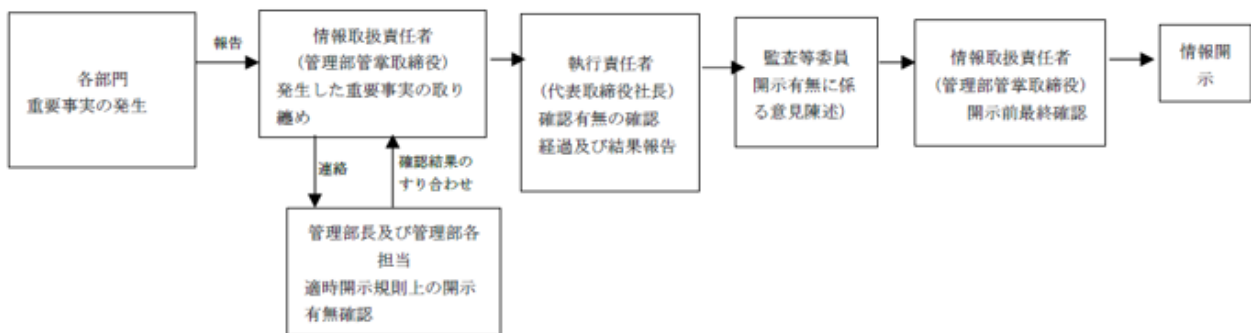 各部門
重要事実の発生
報告
情報取扱責任者
(管理部管掌取締役)
発生した重要事実の取り
纏め
連絡
確認結果の
すり合わせ
管理部長及び管理部各
担当
適時開示規則上の開示
有無確認
執行責任者
(代表取締役社長)
確認有無の確認
経過及び結果報告
監査等委員
開示有無に係
る意見陳述)
情報取扱責任者
(管理部管掌取締役)
開示前最終確認
情報開
示